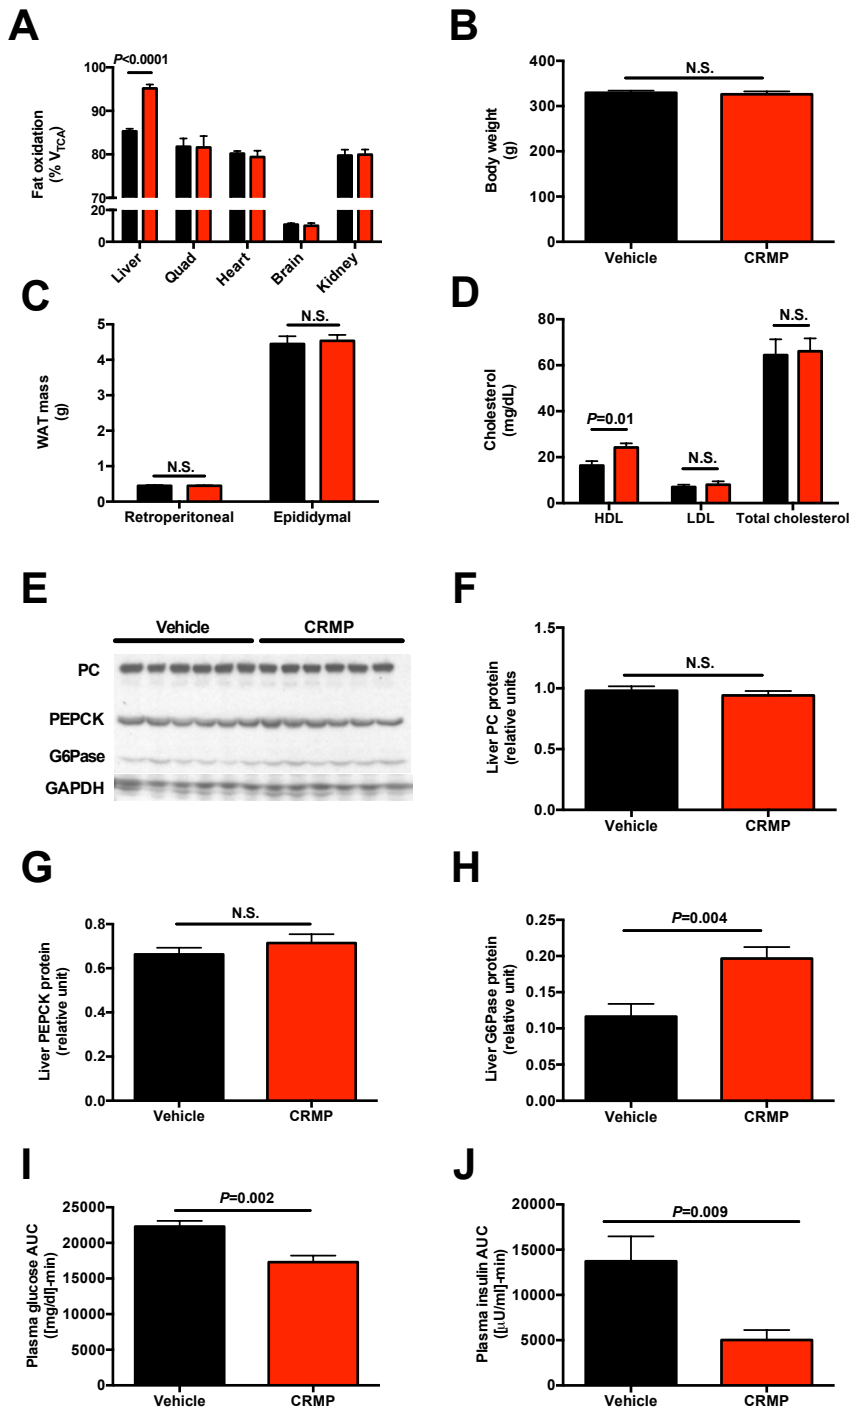 A
P<0.0001
Fat oxidation
(% VTCA)
100
90
80
70
20
0
Liver
Quad
Heart
Brain
Kidney
B
N.S.
Body weight
(g)
400
300
200
100
0
Vehicle
CRMP
C
N.S.
WAT mass
(g)
5
4
3
2
1
0
N.S.
Retroperitoneal
Epididymal
D
N.S.
Cholesterol
(mg/dL)
80
60
40
20
0
P=0.01
N.S.
HDL
LDL
Total cholesterol
E
Vehicle
CRMP
PC
PEPCK
G6Pase
GAPDH
F
N.S.
Liver PC protein
(relative units)
1.5
1.0
0.5
0.0
Vehicle
CRMP
G
N.S.
Liver PEPCK protein
(relative unit)
0.8
0.6
0.4
0.2
0.0
Vehicle
CRMP
H
P=0.004
Liver G6Pase protein
(relative unit)
0.25
0.20
0.15
0.10
0.05
0.00
Vehicle
CRMP
I
P=0.002
Plasma glucose AUC
([mg/dl]-min)
25000
20000
15000
10000
5000
0
Vehicle
CRMP
J
P=0.009
Plasma insulin AUC
([μU/ml]-min)
20000
15000
10000
5000
0
Vehicle
CRMP